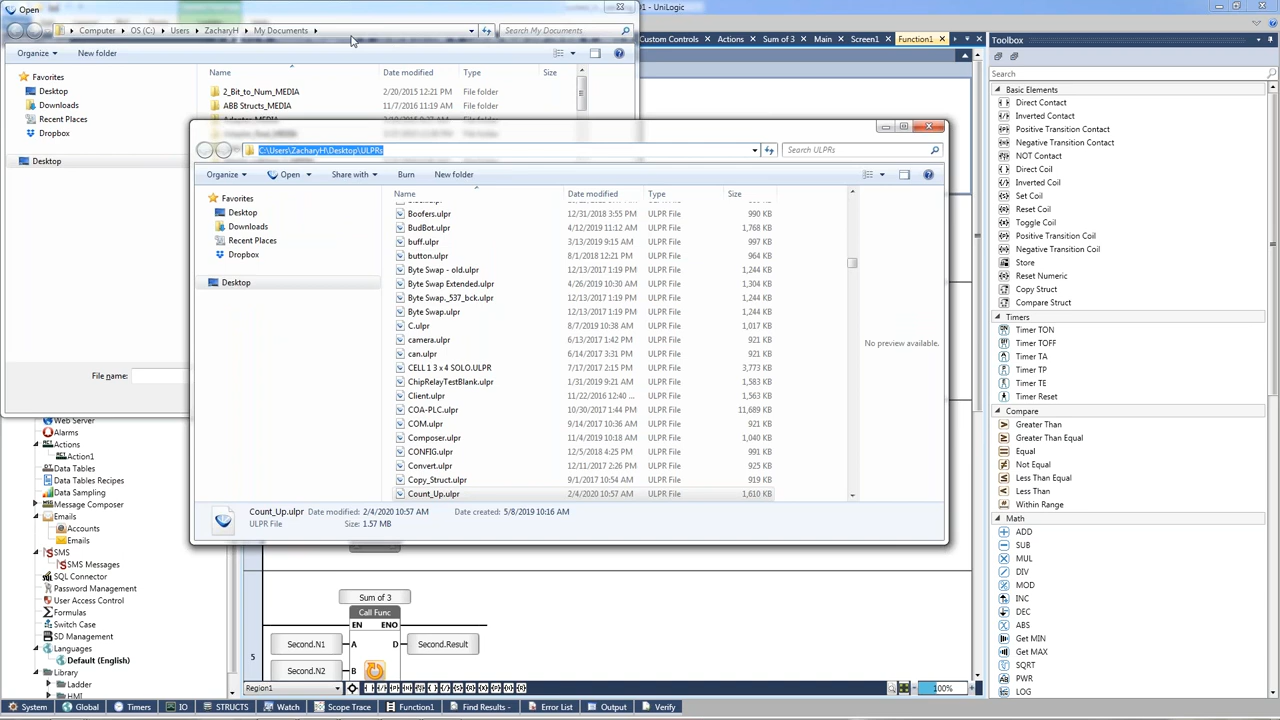 Open
01 - UniLogic
Computer ▸ OS (C:) ▸ Users ▸ ZacharyH ▸ My Documents ▸
Search My Documents
Custom Controls
Actions
Sum of 3
Main
Screen1
Function1
Toolbox
Organize
New folder
Favorites
Desktop
Downloads
Recent Places
Dropbox
Desktop
Name
Date modified
Type
Size
2_Bit_to_Num_MEDIA 2/20/2015 12:21 PM File folder
ABB Structs_MEDIA 11/7/2016 11:19 AM File folder
File name:
C:\Users\ZacharyH\Desktop\ULPRs
Search ULPRs
Organize
Open
Share with
Burn
New folder
Favorites
Desktop
Downloads
Recent Places
Dropbox
Desktop
Name Date modified Type Size
Boofers.ulpr 12/31/2018 3:55 PM ULPR File 990 KB
BudBot.ulpr 4/12/2019 11:12 AM ULPR File 1,768 KB
buff.ulpr 3/13/2019 9:15 AM ULPR File 997 KB
button.ulpr 8/1/2018 12:21 PM ULPR File 964 KB
Byte Swap - old.ulpr 12/13/2017 1:19 PM ULPR File 1,244 KB
Byte Swap Extended.ulpr 4/26/2019 10:30 AM ULPR File 1,304 KB
Byte Swap._537_bck.ulpr 12/13/2017 1:19 PM ULPR File 1,244 KB
Byte Swap.ulpr 12/13/2017 1:19 PM ULPR File 1,244 KB
C.ulpr 8/7/2019 10:38 AM ULPR File 1,017 KB
camera.ulpr 6/13/2017 1:42 PM ULPR File 921 KB
can.ulpr 6/14/2017 3:31 PM ULPR File 921 KB
CELL 1 3 x 4 SOLO.ULPR 7/17/2017 2:15 PM ULPR File 3,773 KB
ChipRelayTestBlank.ulpr 1/31/2019 9:21 AM ULPR File 1,583 KB
Client.ulpr 11/22/2016 12:40 ... ULPR File 1,563 KB
COA-PLC.ulpr 10/30/2017 1:44 PM ULPR File 11,689 KB
COM.ulpr 9/14/2017 10:36 AM ULPR File 921 KB
Composer.ulpr 11/4/2019 10:18 AM ULPR File 1,040 KB
CONFIG.ulpr 12/5/2018 4:25 PM ULPR File 991 KB
Convert.ulpr 12/11/2017 2:26 PM ULPR File 925 KB
Copy_Struct.ulpr 9/1/2017 10:54 AM ULPR File 919 KB
Count_Up.ulpr 2/4/2020 10:57 AM ULPR File 1,610 KB
No preview available.
Count_Up.ulpr Date modified: 2/4/2020 10:57 AM Date created: 5/8/2019 10:16 AM
ULPR File Size: 1.57 MB
Web Server
Alarms
Actions
Action1
Data Tables
Data Tables Recipes
Data Sampling
Message Composer
Emails
Accounts
Emails
SMS
SMS Messages
SQL Connector
Password Management
User Access Control
Formulas
Switch Case
SD Management
Languages
Default (English)
Library
Ladder
HMI
Sum of 3
Call Func
EN ENO
Second.N1 A D Second.Result
5
Second.N2 B
Region1
100%
Search
Basic Elements
Direct Contact
Inverted Contact
Positive Transition Contact
Negative Transition Contact
NOT Contact
Direct Coil
Inverted Coil
Set Coil
Reset Coil
Toggle Coil
Positive Transition Coil
Negative Transition Coil
Store
Reset Numeric
Copy Struct
Compare Struct
Timers
Timer TON
Timer TOFF
Timer TA
Timer TP
Timer TE
Timer Reset
Compare
Greater Than
Greater Than Equal
Equal
Not Equal
Less Than Equal
Less Than
Within Range
Math
ADD
SUB
MUL
DIV
MOD
INC
DEC
ABS
Get MIN
Get MAX
SQRT
PWR
LOG
System
Global
Timers
IO
STRUCTS
Watch
Scope Trace
Function1
Find Results -
Error List
Output
Verify